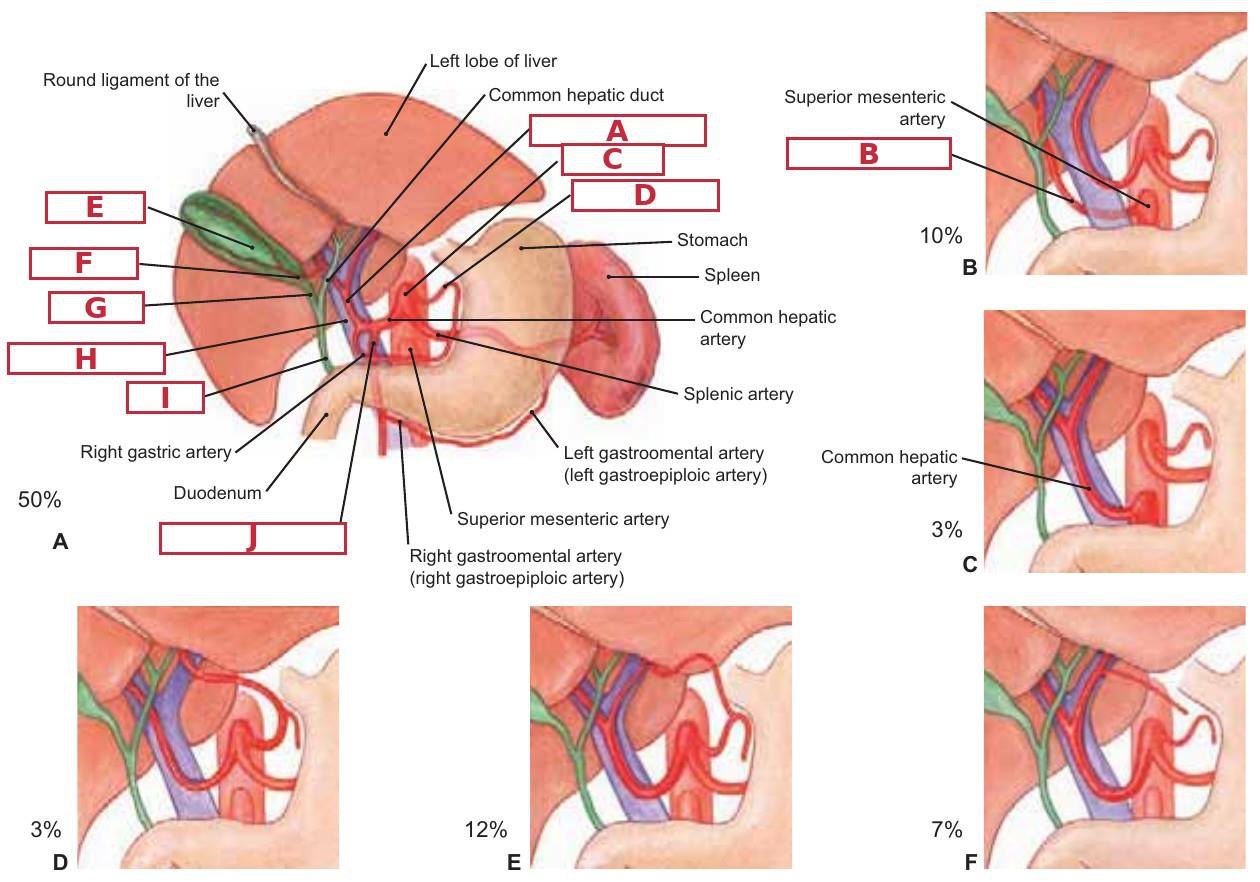 Left lobe of liver
Round ligament of the
liver
Common hepatic duct
A
C
D
E
F
G
H
I
Stomach
Spleen
Common hepatic
artery
Splenic artery
Right gastric artery
Left gastroomental artery
(left gastroepiploic artery)
Duodenum
50%
Superior mesenteric artery
A
J
Right gastroomental artery
(right gastroepiploic artery)
Superior mesenteric
artery
B
10%
B
Common hepatic
artery
3%
C
3%
D
12%
E
7%
F